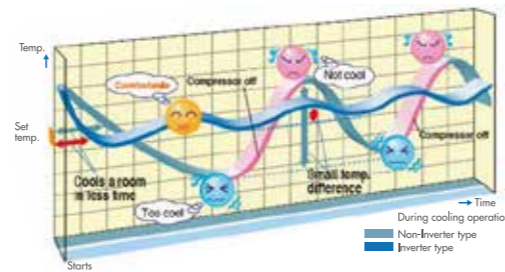 Temp.
Comfortable
Compressor off
Not cool
Set
temp.
Compressor off
Cools a room
in less time
Small temp.
difference
Too cool
Time
During cooling operatio
Non-Inverter type
Inverter type
Starts